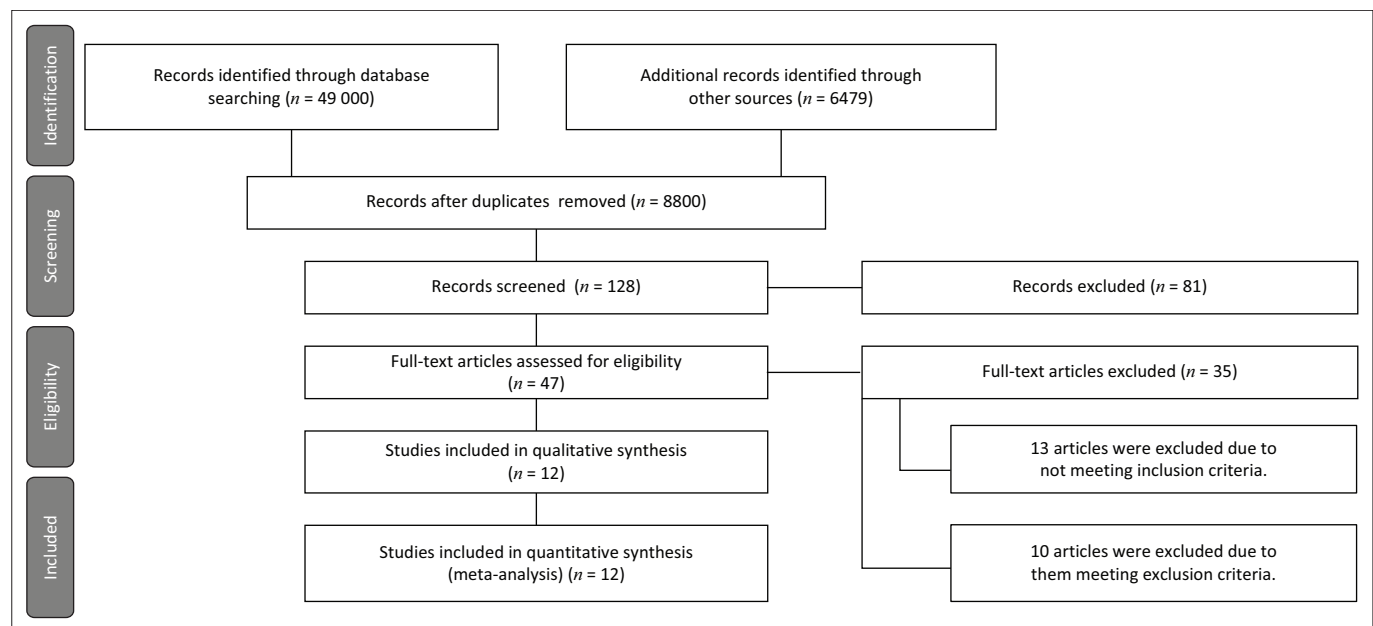 Identification
Records identified through database
searching (n = 49 000)
Additional records identified through
other sources (n = 6479)
Screening
Records after duplicates removed (n = 8800)
Records screened (n = 128)
Records excluded (n = 81)
Eligibility
Full-text articles assessed for eligibility
(n = 47)
Full-text articles excluded (n = 35)
13 articles were excluded due to
not meeting inclusion criteria.
Studies included in qualitative synthesis
(n = 12)
Included
Studies included in quantitative synthesis
(meta-analysis) (n = 12)
10 articles were excluded due to
them meeting exclusion criteria.